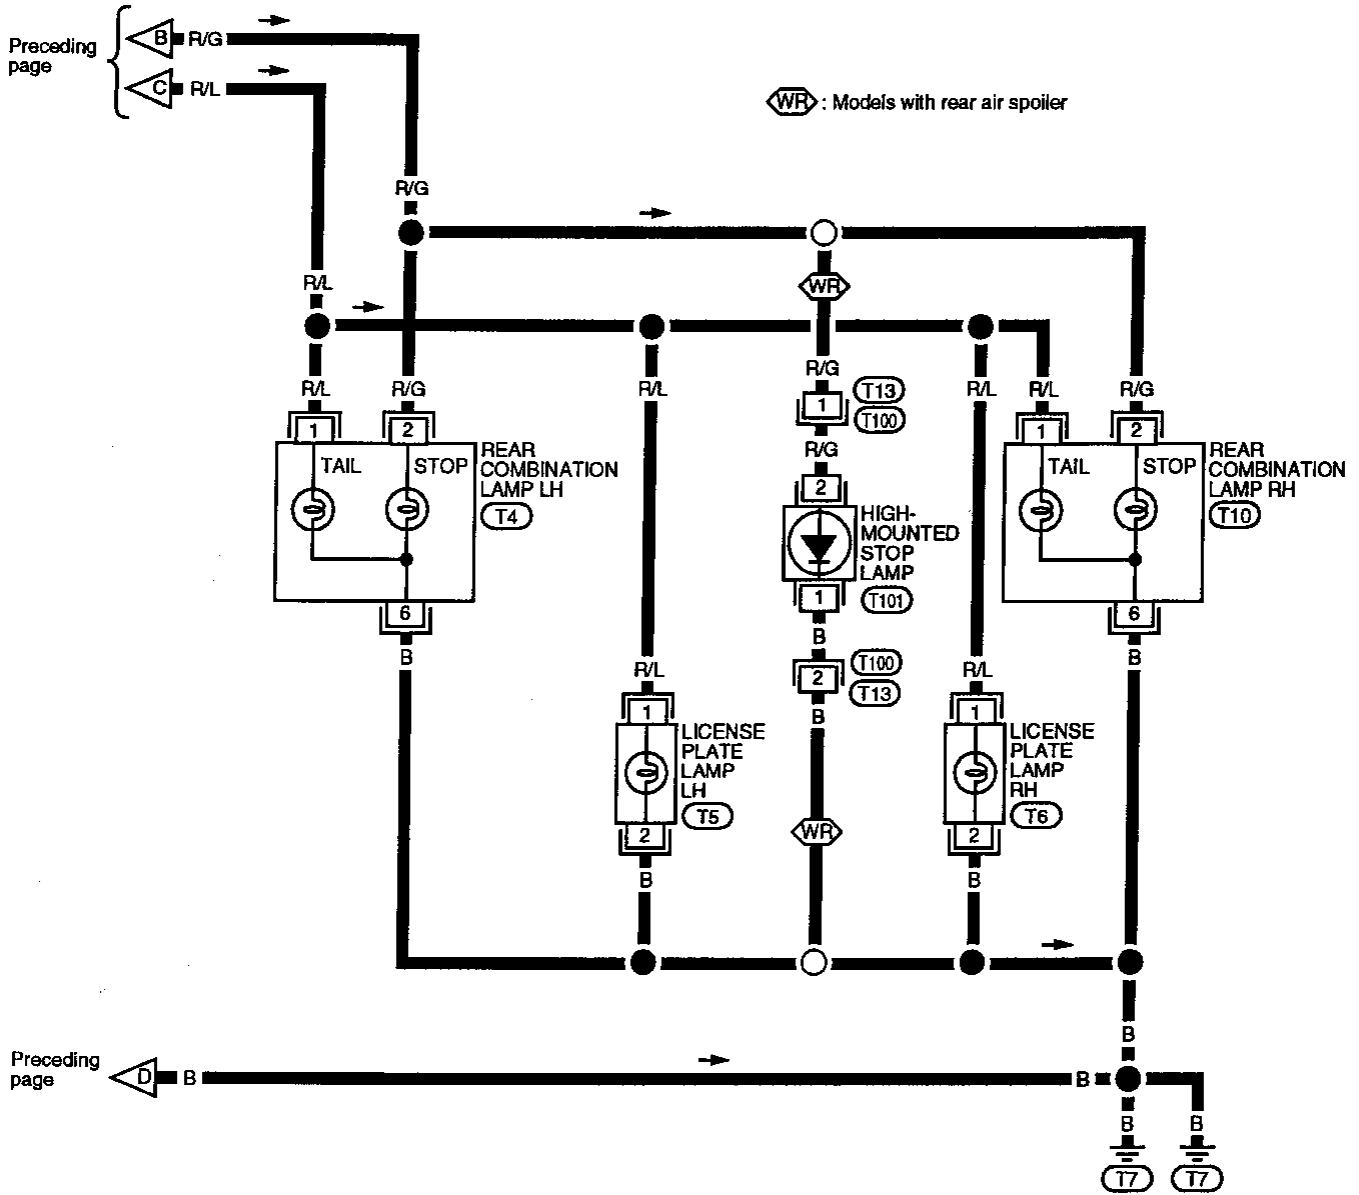 Preceding
page
B R/G
C R/L
WR : Models with rear air spoiler
R/G
R/L
WR
R/L
R/G
R/L
R/G
R/L
R/L
R/G
T13
1
T100
R/G
1
2
TAIL
STOP
REAR
COMBINATION
LAMP LH
T4
6
B
2
HIGH-
MOUNTED
STOP
LAMP
1
T101
B
T100
2
T13
B
1
2
TAIL
STOP
REAR
COMBINATION
LAMP RH
T10
6
B
R/L
1
LICENSE
PLATE
LAMP
LH
T5
2
B
WR
R/L
1
LICENSE
PLATE
LAMP
RH
T6
2
B
B
Preceding
page
D B
B
B
B
T7
T7